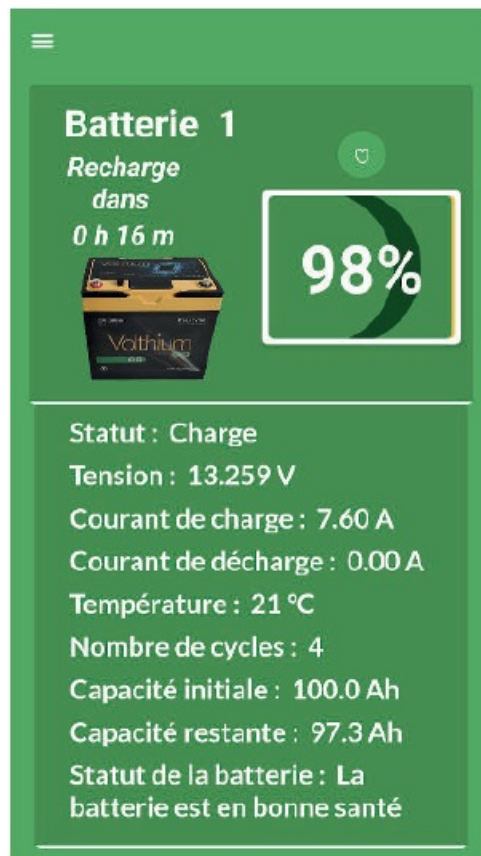 Batterie 1
Recharge
dans
0 h 16 m
98%
Volthium
Statut : Charge
Tension : 13.259 V
Courant de charge : 7.60 A
Courant de décharge : 0.00 A
Température : 21 °C
Nombre de cycles : 4
Capacité initiale : 100.0 Ah
Capacité restante : 97.3 Ah
Statut de la batterie : La
batterie est en bonne santé